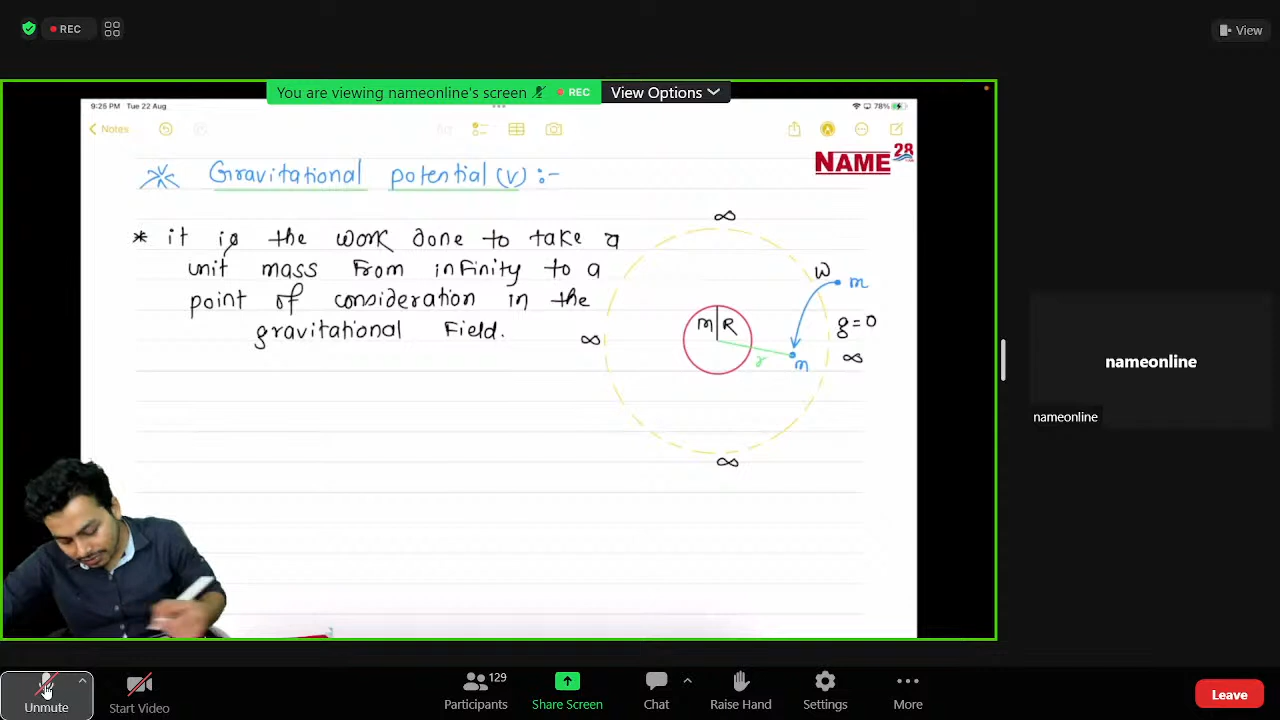 REC
View
You are viewing nameonline's screen
REC
View Options
9:25 PM Tue 22 Aug
78%
Notes
NAME 28
Gravitational potential (v) :-
* it is the work done to take a
unit mass From infinity to a
point of consideration in the
gravitational Field.
∞
W
m
M R
g=0
∞
∞
r
m
∞
nameonline
nameonline
129
Unmute
Start Video
Participants
Share Screen
Chat
Raise Hand
Settings
More
Leave